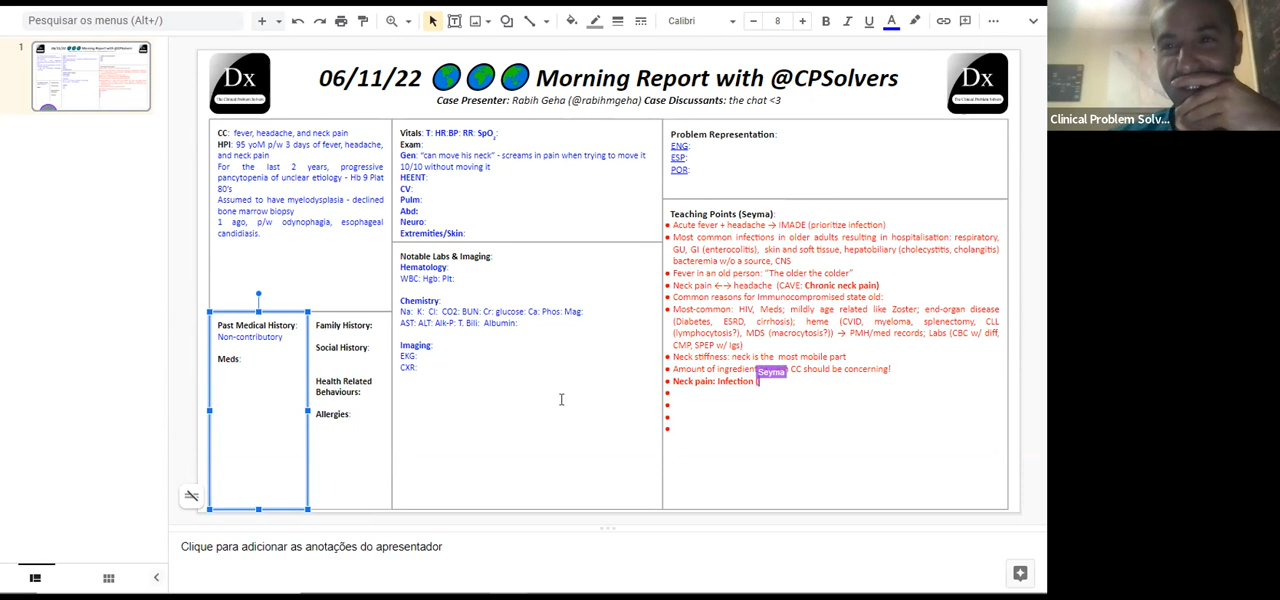 Pesquisar os menus (Alt+/)
Calibri
8
B I U A
1
Dx
The Clinical Problem Solvers
06/11/22 🌎🌍🌏 Morning Report with @CPSolvers
Case Presenter: Rabih Geha (@rabihmgeha) Case Discussants: the chat <3
Dx
The Clinical Problem Solvers
CC: fever, headache, and neck pain
HPI: 95 yoM p/w 3 days of fever, headache,
and neck pain
For the last 2 years, progressive
pancytopenia of unclear etiology - Hb 9 Plat
80's
Assumed to have myelodysplasia - declined
bone marrow biopsy
1 ago, p/w odynophagia, esophageal
candidiasis.
Past Medical History:
Non-contributory
Meds:
Family History:
Social History:
Health Related
Behaviours:
Allergies:
Vitals: T: HR:BP: RR: SpO2:
Exam:
Gen: "can move his neck" - screams in pain when trying to move it
10/10 without moving it
HEENT:
CV:
Pulm:
Abd:
Neuro:
Extremities/Skin:
Notable Labs & Imaging:
Hematology:
WBC: Hgb: Plt:
Chemistry:
Na: K: Cl: CO2: BUN: Cr: glucose: Ca: Phos: Mag:
AST: ALT: Alk-P: T. Bili: Albumin:
Imaging:
EKG:
CXR:
Problem Representation:
ENG:
ESP:
POR:
Teaching Points (Seyma):
Acute fever + headache → IMADE (prioritize infection)
Most common infections in older adults resulting in hospitalisation: respiratory,
GU, GI (enterocolitis), skin and soft tissue, hepatobiliary (cholecystitis, cholangitis)
bacteremia w/o a source, CNS
Fever in an old person: "The older the colder"
Neck pain ←→ headache (CAVE: Chronic neck pain)
Common reasons for Immunocompromised state old:
Most-common: HIV, Meds; mildly age related like Zoster; end-organ disease
(Diabetes, ESRD, cirrhosis); heme (CVID, myeloma, splenectomy, CLL
(lymphocytosis?), MDS (macrocytosis?)) → PMH/med records; Labs (CBC w/ diff,
CMP, SPEP w/ Igs)
Neck stiffness: neck is the most mobile part
Amount of ingredient CC should be concerning!
Seyma
Neck pain: Infection (
Clique para adicionar as anotações do apresentador
Clinical Problem Solv...